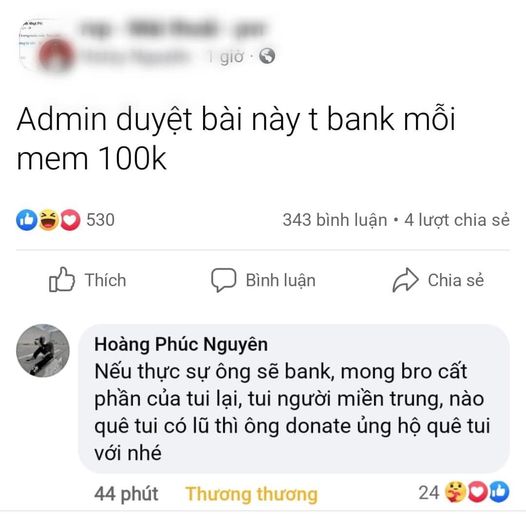 1 giờ ·
Admin duyệt bài này t bank mỗi
mem 100k
530
343 bình luận • 4 lượt chia sẻ
Thích
Bình luận
Chia sẻ
Hoàng Phúc Nguyên
Nếu thực sự ông sẽ bank, mong bro cất
phần của tui lại, tui người miền trung, nào
quê tui có lũ thì ông donate ủng hộ quê tui
với nhé
44 phút Thương thương 24